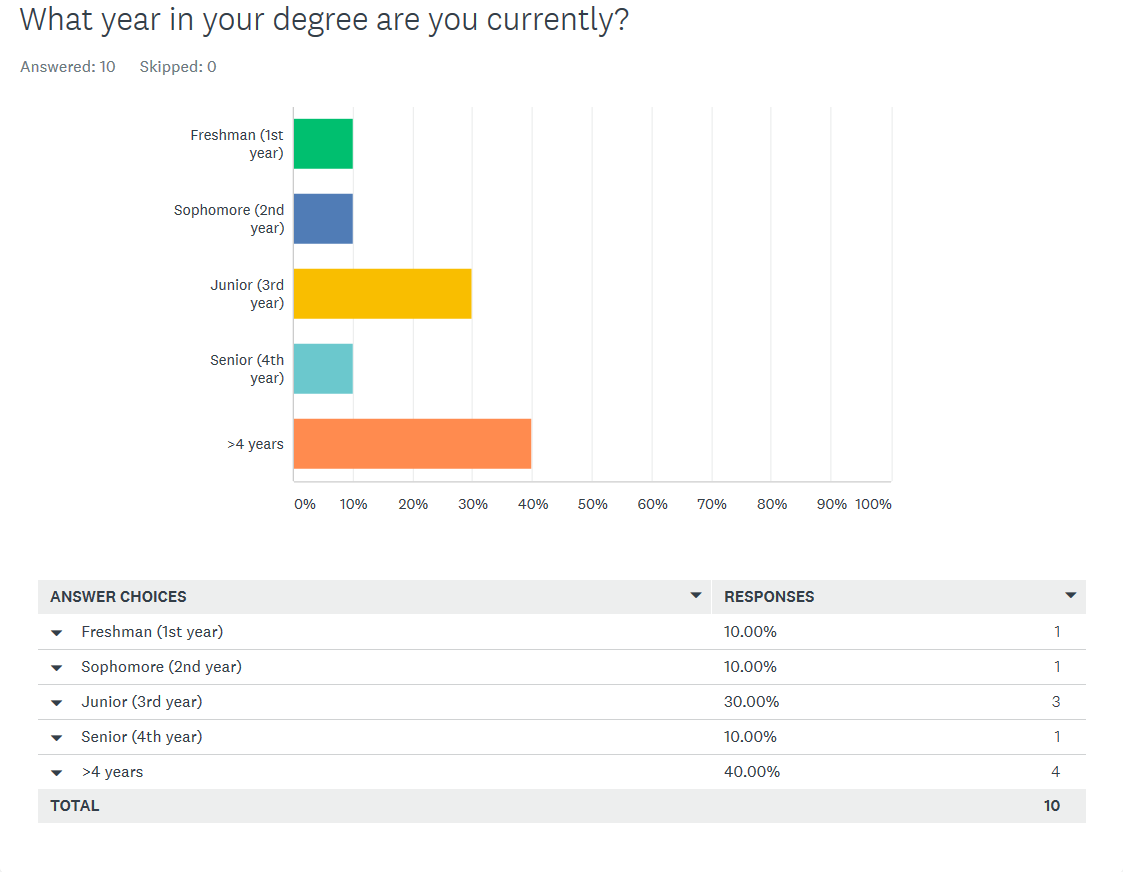 What year in your degree are you currently?
Answered: 10 Skipped: 0
Freshman (1st
year)
Sophomore (2nd
year)
Junior (3rd
year)
Senior (4th
year)
>4 years
0% 10% 20% 30% 40% 50% 60% 70% 80% 90% 100%
ANSWER CHOICES RESPONSES
Freshman (1st year) 10.00% 1
Sophomore (2nd year) 10.00% 1
Junior (3rd year) 30.00% 3
Senior (4th year) 10.00% 1
>4 years 40.00% 4
TOTAL 10